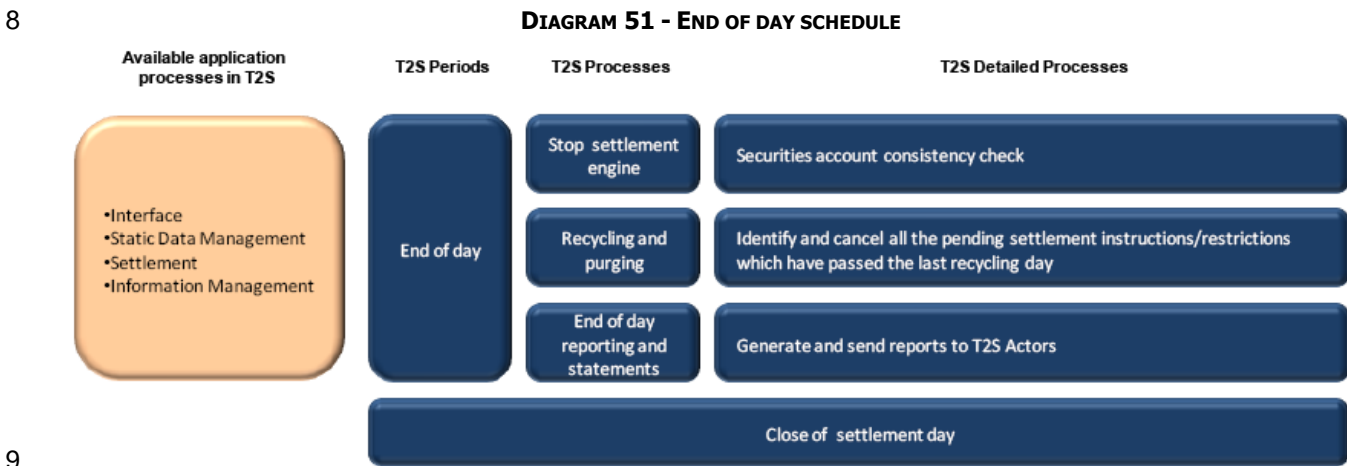 8
DIAGRAM 51 - END OF DAY SCHEDULE
Available application
processes in T2S
T2S Periods
T2S Processes
T2S Detailed Processes
•Interface
•Static Data Management
•Settlement
•Information Management
End of day
Stop settlement
engine
Securities account consistency check
Recycling and
purging
Identify and cancel all the pending settlement instructions/restrictions
which have passed the last recycling day
End of day
reporting and
statements
Generate and send reports to T2S Actors
Close of settlement day
9